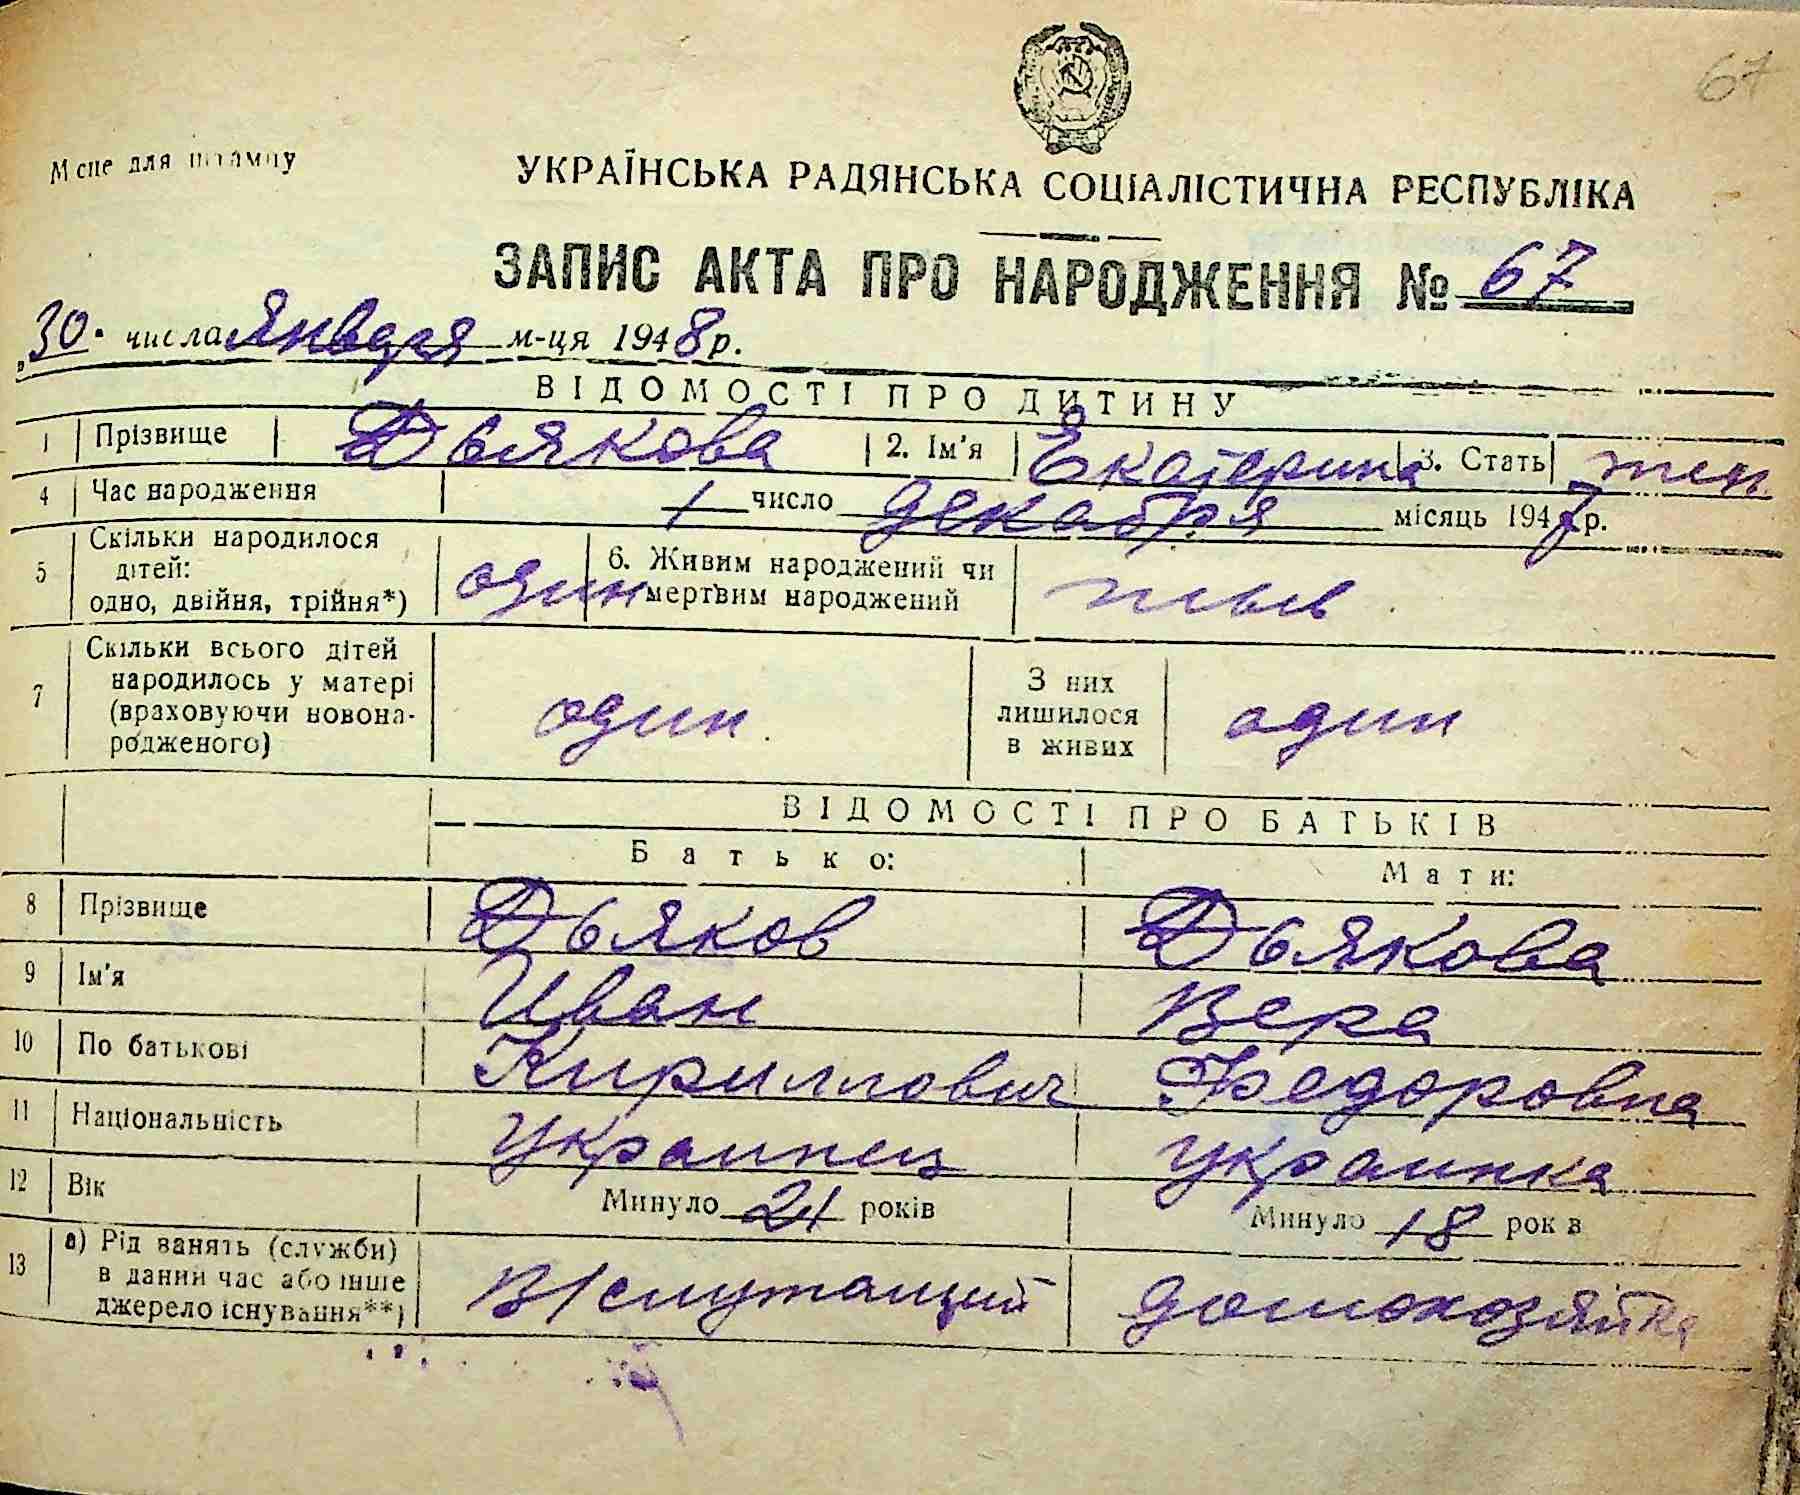 67
Місце для штампу
УКРАЇНСЬКА РАДЯНСЬКА СОЦІАЛІСТИЧНА РЕСПУБЛІКА
ЗАПИС АКТА ПРО НАРОДЖЕННЯ № 67
„30" числа января м-ця 1948 р.
ВІДОМОСТІ ПРО ДИТИНУ
1 Прізвище Дьякова 2. Ім'я Екатерина 3. Стать жен
4 Час народження 1 число декабря місяць 1947 р.
5 Скільки народилося
дітей:
одно, двійня, трійня*) один 6. Живим народжений чи
мертвим народжений жив
7 Скільки всього дітей
народилось у матері
(враховуючи новона-
родженого) один. З них
лишилося
в живих один
ВІДОМОСТІ ПРО БАТЬКІВ
Батько: Мати:
8 Прізвище Дьяков Дьякова
9 Ім'я Иван Вера
10 По батькові Кириллович Федоровна
11 Національність Украинец Украинка
12 Вік Минуло 21 років Минуло 18 рок в
13 а) Рід занять (служби)
в даний час або інше
джерело існування**) В/служащий домохозяйка